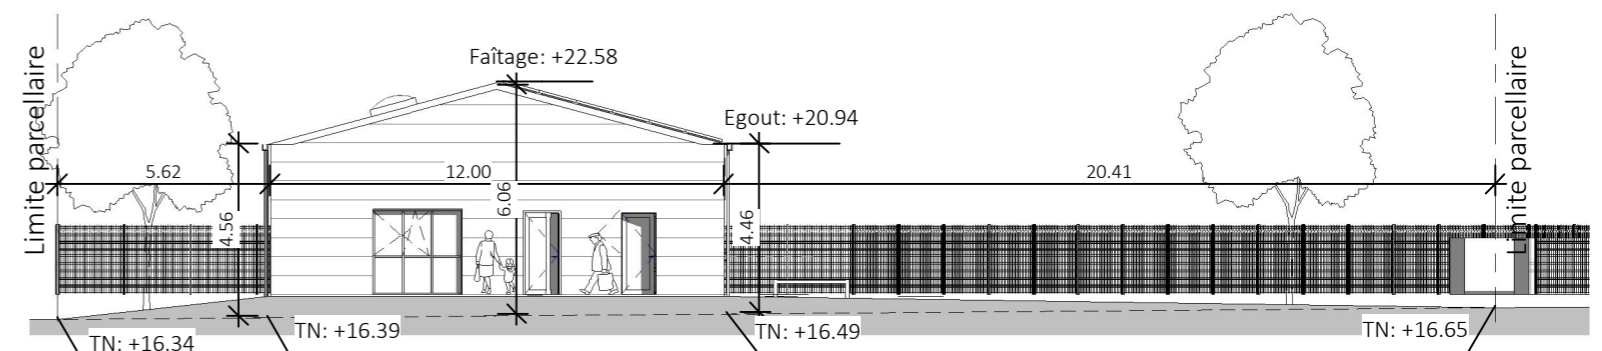 Limite parcellaire
Faîtage: +22.58
Egout: +20.94
Limite parcellaire
5.62
12.00
20.41
6.06
4.56
4.46
TN: +16.34
TN: +16.39
TN: +16.49
TN: +16.65